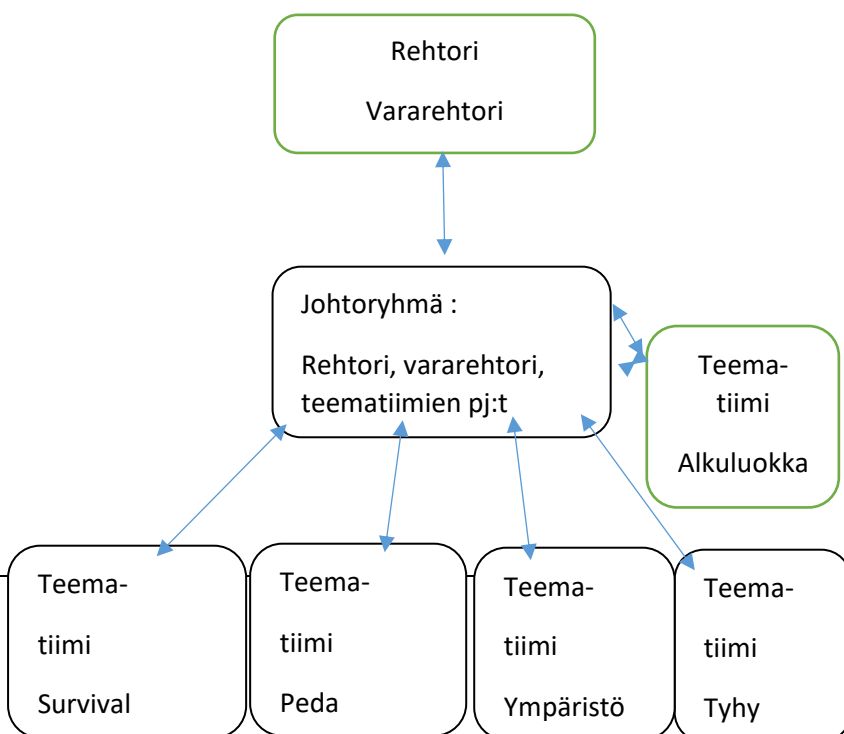 Rehtori
Vararehtori
Johtoryhmä :
Rehtori, vararehtori,
teematiimien pj:t
Teema-
tiimi
Alkuluokka
Teema-
tiimi
Survival
Teema-
tiimi
Peda
Teema-
tiimi
Ympäristö
Teema-
tiimi
Tyhy